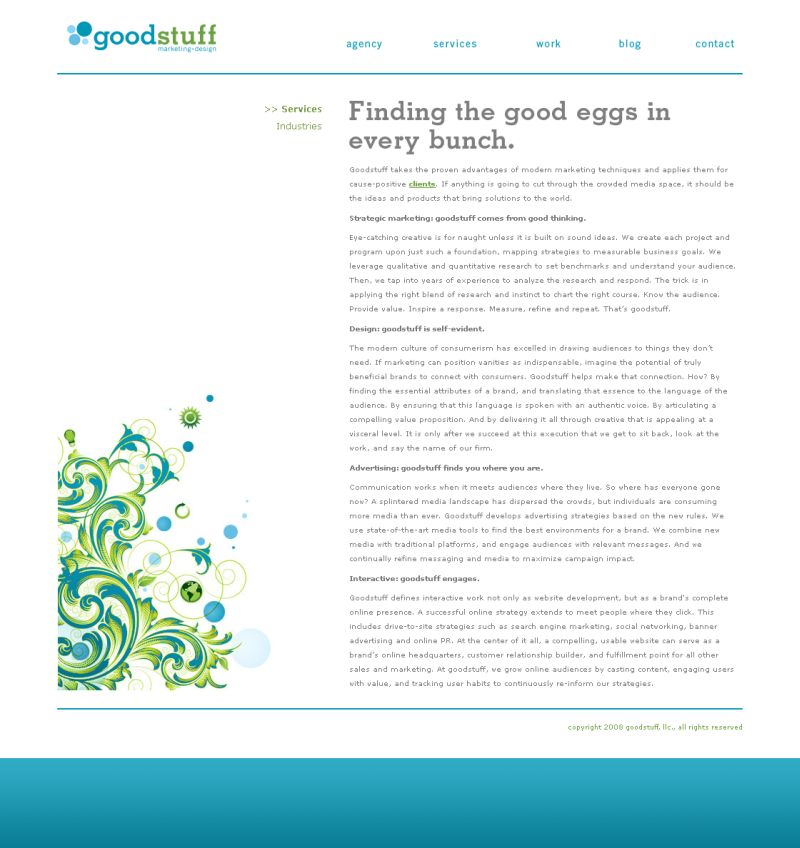 goodstuff
marketing+design
agency services work blog contact
>> Services
Industries
Finding the good eggs in
every bunch.
Goodstuff takes the proven advantages of modern marketing techniques and applies them for
cause-positive clients. If anything is going to cut through the crowded media space, it should be
the ideas and products that bring solutions to the world.
Strategic marketing: goodstuff comes from good thinking.
Eye-catching creative is for naught unless it is built on sound ideas. We create each project and
program upon just such a foundation, mapping strategies to measurable business goals. We
leverage qualitative and quantitative research to set benchmarks and understand your audience.
Then, we tap into years of experience to analyze the research and respond. The trick is in
applying the right blend of research and instinct to chart the right course. Know the audience.
Provide value. Inspire a response. Measure, refine and repeat. That's goodstuff.
Design: goodstuff is self-evident.
The modern culture of consumerism has excelled in drawing audiences to things they don't
need. If marketing can position vanities as indispensable, imagine the potential of truly
beneficial brands to connect with consumers. Goodstuff helps make that connection. How? By
finding the essential attributes of a brand, and translating that essence to the language of the
audience. By ensuring that this language is spoken with an authentic voice. By articulating a
compelling value proposition. And by delivering it all through creative that is appealing at a
visceral level. It is only after we succeed at this execution that we get to sit back, look at the
work, and say the name of our firm.
Advertising: goodstuff finds you where you are.
Communication works when it meets audiences where they live. So where has everyone gone
now? A splintered media landscape has dispersed the crowds, but individuals are consuming
more media than ever. Goodstuff develops advertising strategies based on the new rules. We
use state-of-the-art media tools to find the best environments for a brand. We combine new
media with traditional platforms, and engage audiences with relevant messages. And we
continually refine messaging and media to maximize campaign impact.
Interactive: goodstuff engages.
Goodstuff defines interactive work not only as website development, but as a brand's complete
online presence. A successful online strategy extends to meet people where they click. This
includes drive-to-site strategies such as search engine marketing, social networking, banner
advertising and online PR. At the center of it all, a compelling, usable website can serve as a
brand's online headquarters, customer relationship builder, and fulfillment point for all other
sales and marketing. At goodstuff, we grow online audiences by casting content, engaging users
with value, and tracking user habits to continuously re-inform our strategies.
copyright 2008 goodstuff, llc., all rights reserved